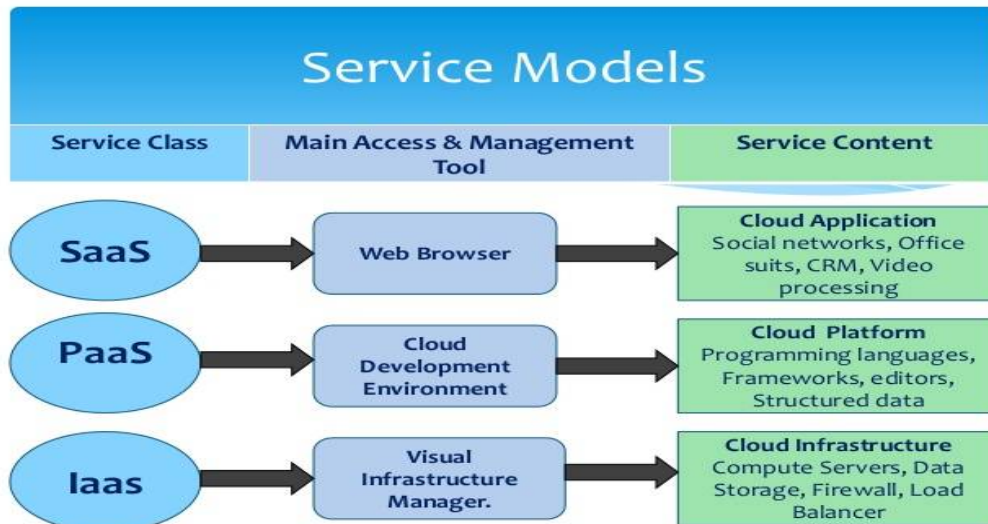 Service Models
Service Class
Main Access & Management
Tool
Service Content
SaaS
Web Browser
Cloud Application
Social networks, Office
suits, CRM, Video
processing
PaaS
Cloud
Development
Environment
Cloud Platform
Programming languages,
Frameworks, editors,
Structured data
Iaas
Visual
Infrastructure
Manager.
Cloud Infrastructure
Compute Servers, Data
Storage, Firewall, Load
Balancer